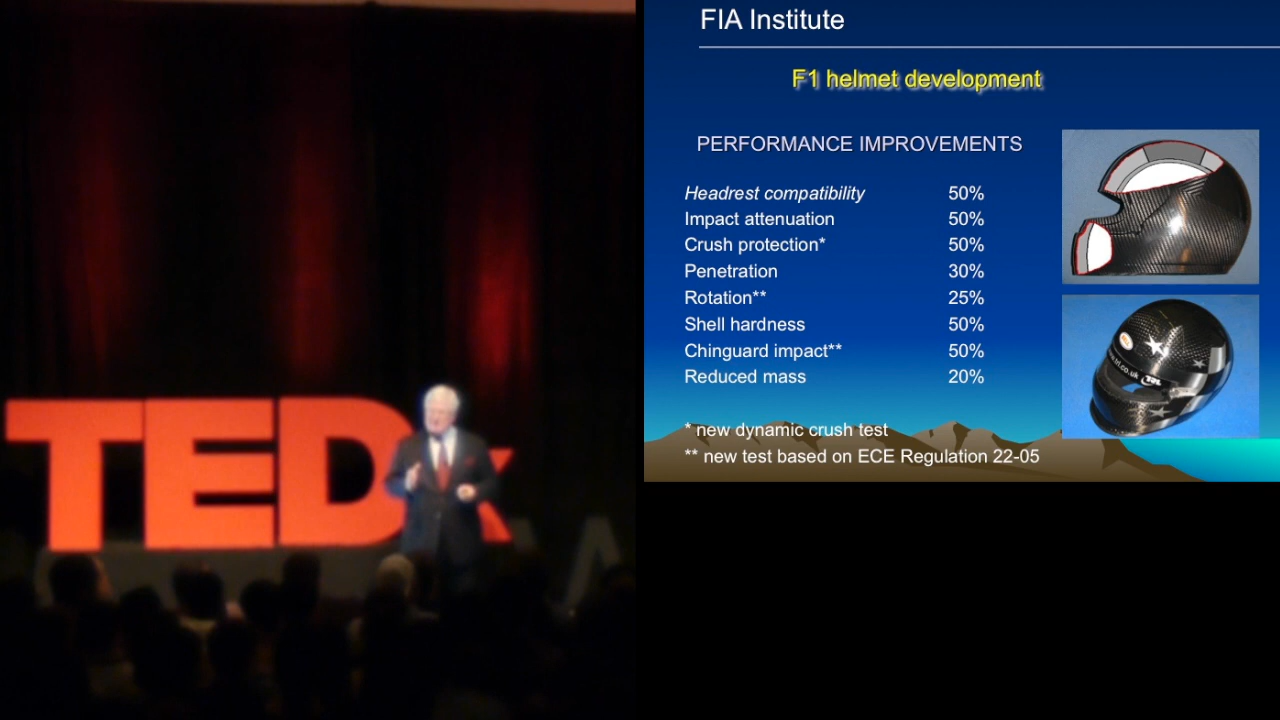 TEDx
FIA Institute
F1 helmet development
PERFORMANCE IMPROVEMENTS
Headrest compatibility 50%
Impact attenuation 50%
Crush protection* 50%
Penetration 30%
Rotation** 25%
Shell hardness 50%
Chinguard impact** 50%
Reduced mass 20%
* new dynamic crush test
** new test based on ECE Regulation 22-05